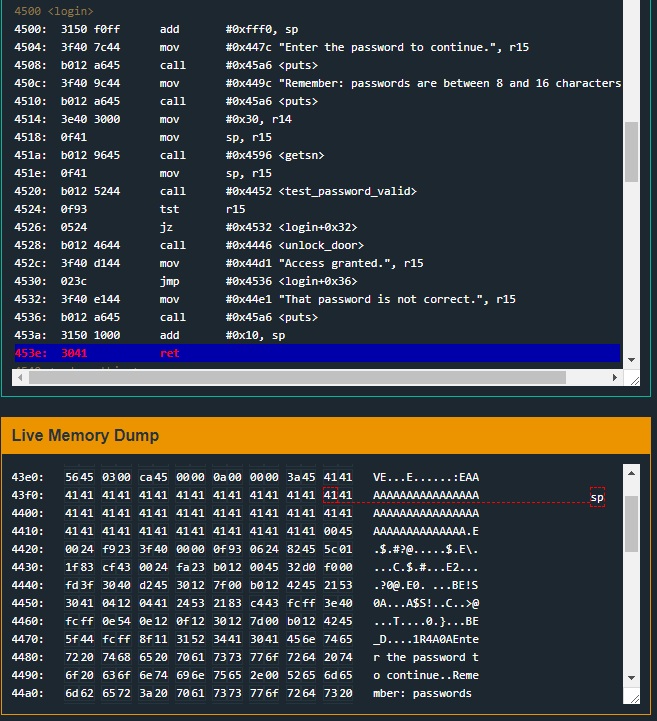 4500 <login>
4500: 3150 f0ff add #0xfff0, sp
4504: 3f40 7c44 mov #0x447c "Enter the password to continue.", r15
4508: b012 a645 call #0x45a6 <puts>
450c: 3f40 9c44 mov #0x449c "Remember: passwords are between 8 and 16 characters
4510: b012 a645 call #0x45a6 <puts>
4514: 3e40 3000 mov #0x30, r14
4518: 0f41 mov sp, r15
451a: b012 9645 call #0x4596 <getsn>
451e: 0f41 mov sp, r15
4520: b012 5244 call #0x4452 <test_password_valid>
4524: 0f93 tst r15
4526: 0524 jz #0x4532 <login+0x32>
4528: b012 4644 call #0x4446 <unlock_door>
452c: 3f40 d144 mov #0x44d1 "Access granted.", r15
4530: 023c jmp #0x4536 <login+0x36>
4532: 3f40 e144 mov #0x44e1 "That password is not correct.", r15
4536: b012 a645 call #0x45a6 <puts>
453a: 3150 1000 add #0x10, sp
453e: 3041 ret
Live Memory Dump
43e0: 5645 0300 ca45 0000 0a00 0000 3a45 4141 VE...E......:EAA
43f0: 4141 4141 4141 4141 4141 4141 4141 4141 AAAAAAAAAAAAAAAA sp
4400: 4141 4141 4141 4141 4141 4141 4141 4141 AAAAAAAAAAAAAAAA
4410: 4141 4141 4141 4141 4141 4141 4141 0045 AAAAAAAAAAAAAA.E
4420: 0024 f923 3f40 0000 0f93 0624 8245 5c01 .$.#?@.....$.E\.
4430: 1f83 cf43 0024 fa23 b012 0045 32d0 f000 ...C.$.#...E2...
4440: fd3f 3040 d245 3012 7f00 b012 4245 2153 .?0@.E0. ...BE!S
4450: 3041 0412 0441 2453 2183 c443 fcff 3e40 0A...A$S!..C..>@
4460: fcff 0e54 0e12 0f12 3012 7d00 b012 4245 ...T....0.}...BE
4470: 5f44 fcff 8f11 3152 3441 3041 456e 7465 _D....1R4A0AEnte
4480: 7220 7468 6520 7061 7373 776f 7264 2074 r the password t
4490: 6f20 636f 6e74 696e 7565 2e00 5265 6d65 o continue..Reme
44a0: 6d62 6572 3a20 7061 7373 776f 7264 7320 mber: passwords